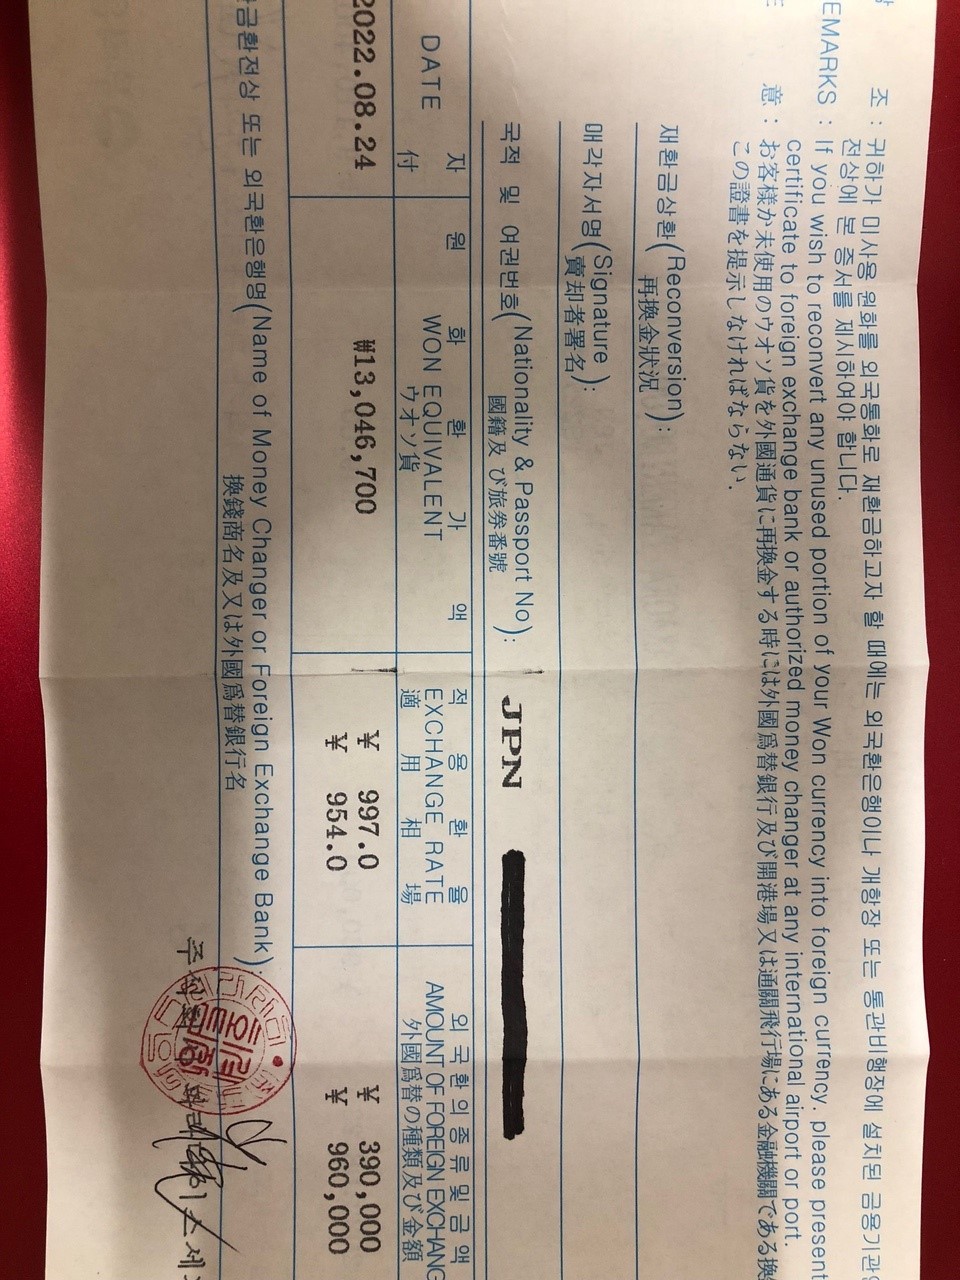 자
DATE
付
원 화 환 가 액
WON EQUIVALENT
ウオソ貨
적 용 환 율
EXCHANGE RATE
適 用 相 場
외국환의종류및금액
AMOUNT OF FOREIGN EXCHANG
外國爲替の種類及び金額
2022.08.24 ₩13,046,700 ¥ 997.0 ¥ 390,000
¥ 954.0 ¥ 960,000
금환전상 또는 외국환은행명(Name of Money Changer or Foreign Exchange Bank)
換錢商名及又は外國爲替銀行名
국적 및 여권번호(Nationality & Passport No): JPN
國籍及び旅券番號
매각자서명(Signature):
賣却者署名
재환금상환(Reconversion):
再換金狀況
조 : 귀하가 미사용 원화를 외국통화로 재환금하고자 할 때에는 외국환은행이나 개항장 또는 통관비행장에 설치된 금융기관
전상에 본 증서를 제시하여야 합니다.
EMARKS : If you wish to reconvert any unused portion of your Won currency into foreign currency. please present
certificate to foreign exchange bank or authorized money changer at any international airport or port.
意 : お客様か未使用のウオソ貨を外國通貨に再換金する時には外國爲替銀行及び開港場又は通關飛行場にある金融機關である換
この證書を提示しなければならない.